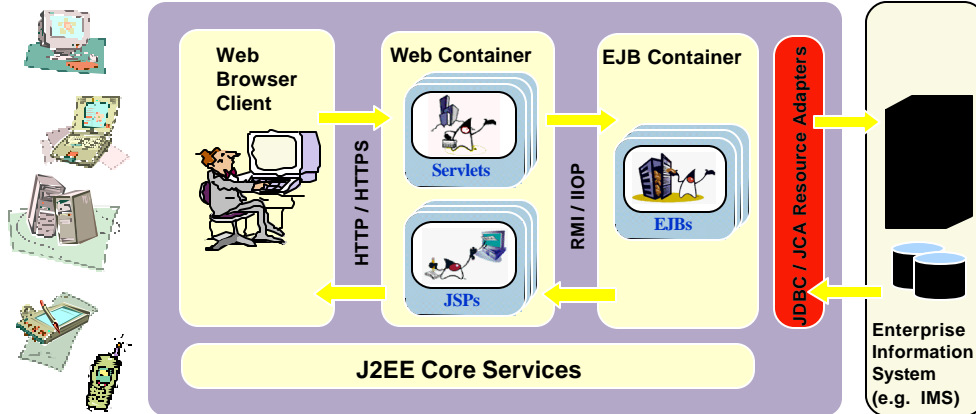 Web
Browser
Client
HTTP / HTTPS
Web Container
Servlets
JSPs
RMI / IIOP
EJB Container
EJBs
JDBC / JCA Resource Adapters
Enterprise
Information
System
(e.g. IMS)
J2EE Core Services